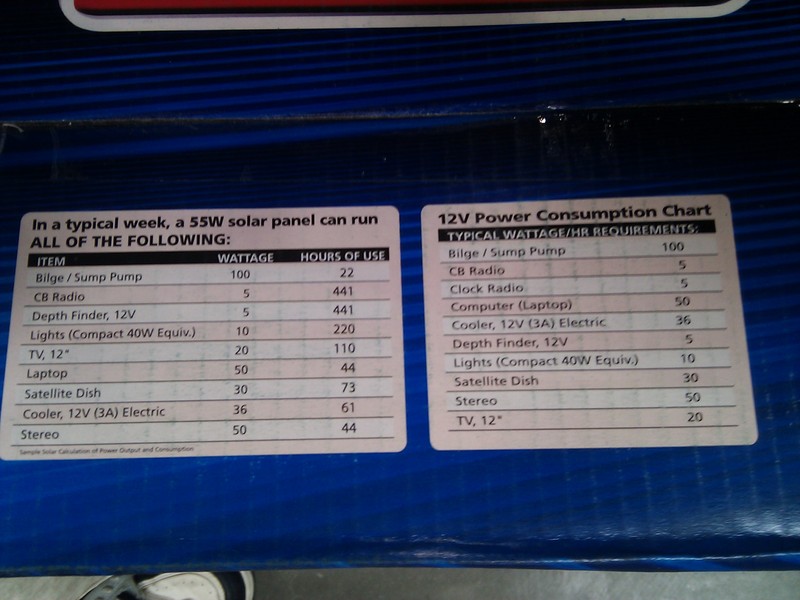 In a typical week, a 55W solar panel can run
ALL OF THE FOLLOWING:
ITEM WATTAGE HOURS OF USE
Bilge / Sump Pump 100 22
CB Radio 5 441
Depth Finder, 12V 5 441
Lights (Compact 40W Equiv.) 10 220
TV, 12" 20 110
Laptop 50 44
Satellite Dish 30 73
Cooler, 12V (3A) Electric 36 61
Stereo 50 44
Sample Solar Calculation of Power Output and Consumption
12V Power Consumption Chart
TYPICAL WATTAGE/HR REQUIREMENTS:
Bilge / Sump Pump 100
CB Radio 5
Clock Radio 5
Computer (Laptop) 50
Cooler, 12V (3A) Electric 36
Depth Finder, 12V 5
Lights (Compact 40W Equiv.) 10
Satellite Dish 30
Stereo 50
TV, 12" 20